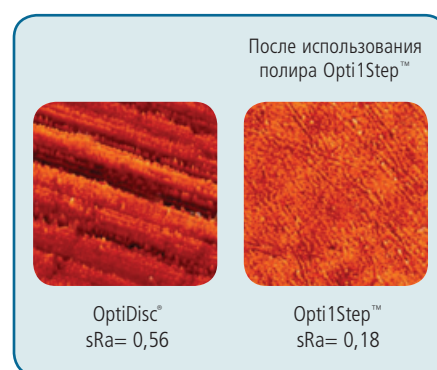 После использования
полира Opti1Step™
OptiDisc®
sRa= 0,56
Opti1Step™
sRa= 0,18